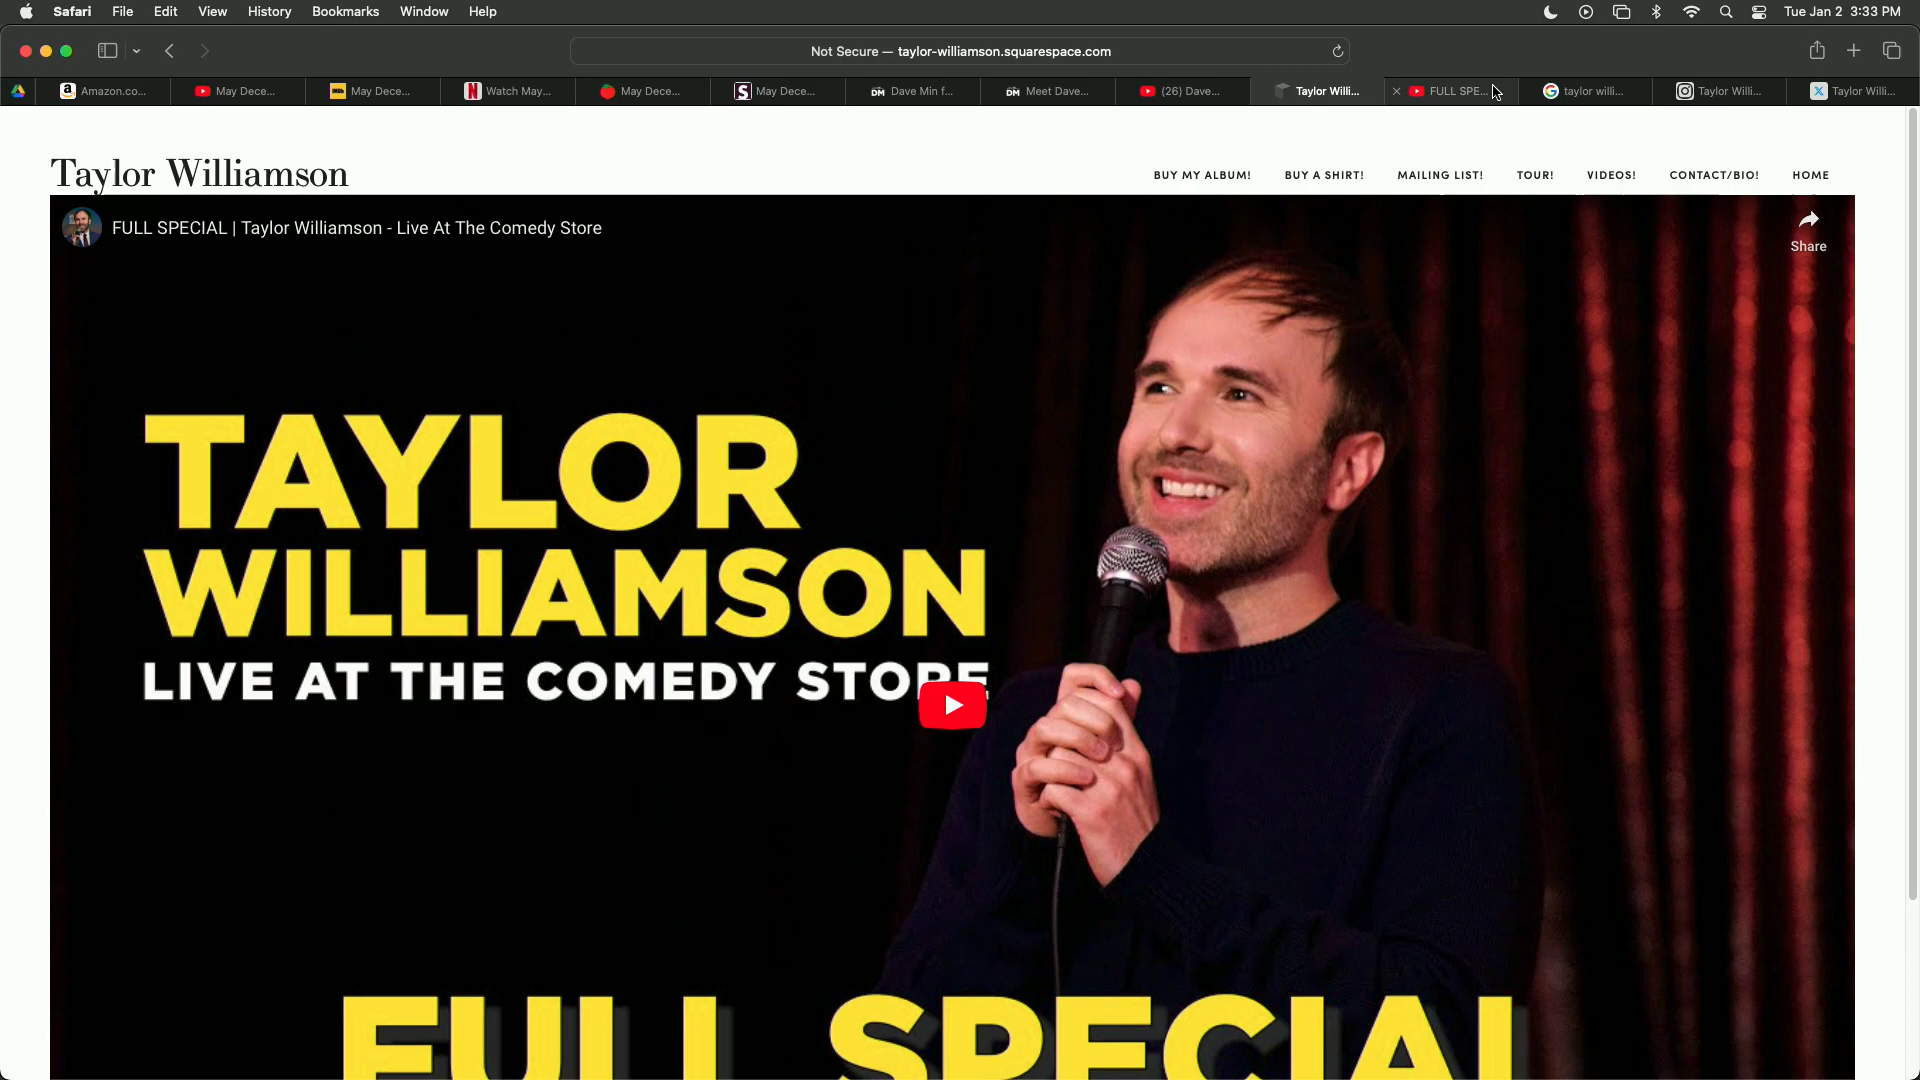 Safari File Edit View History Bookmarks Window Help Tue Jan 2 3:33 PM
Not Secure — taylor-williamson.squarespace.com
Amazon.co... May Dece... May Dece... Watch May... May Dece... May Dece... Dave Min f... Meet Dave... (26) Dave... Taylor Willi... FULL SPE... taylor willi... Taylor Willi... Taylor Willi...
Taylor Williamson
BUY MY ALBUM! BUY A SHIRT! MAILING LIST! TOUR! VIDEOS! CONTACT/BIO! HOME
FULL SPECIAL | Taylor Williamson - Live At The Comedy Store
Share
TAYLOR
WILLIAMSON
LIVE AT THE COMEDY STORE
FULL SPECIAL